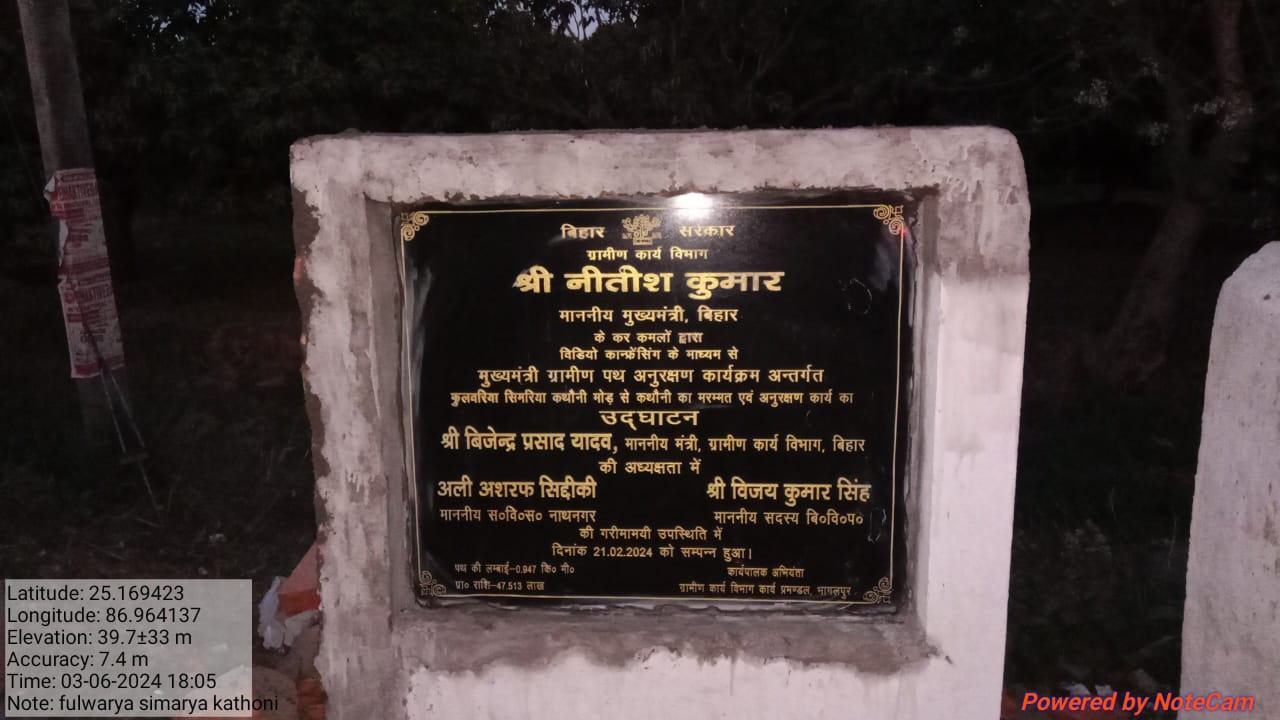 बिहार सरकार
ग्रामीण कार्य विभाग
श्री नीतीश कुमार
माननीय मुख्यमंत्री, बिहार
के कर कमलों द्वारा
विडियो कान्फ्रेंसिंग के माध्यम से
मुख्यमंत्री ग्रामीण पथ अनुरक्षण कार्यक्रम अन्तर्गत
फुलवरिया सिमरिया कथौनी मोड़ से कथौनी का मरम्मत एवं अनुरक्षण कार्य का
उद्घाटन
श्री बिजेन्द्र प्रसाद यादव, माननीय मंत्री, ग्रामीण कार्य विभाग, बिहार
की अध्यक्षता में
अली अशरफ सिद्दीकी श्री विजय कुमार सिंह
माननीय स०वि०स० नाथनगर माननीय सदस्य बि०वि०प०
की गरीमामयी उपस्थिति में
दिनांक 21.02.2024 को सम्पन्न हुआ।
पथ की लम्बाई-0.947 कि० मी० कार्यपालक अभियंता
प्रा० राशि-47.513 लाख ग्रामीण कार्य विभाग कार्य प्रमण्डल, भागलपुर
Latitude: 25.169423
Longitude: 86.964137
Elevation: 39.7±33 m
Accuracy: 7.4 m
Time: 03-06-2024 18:05
Note: fulwarya simarya kathoni
Powered by NoteCam